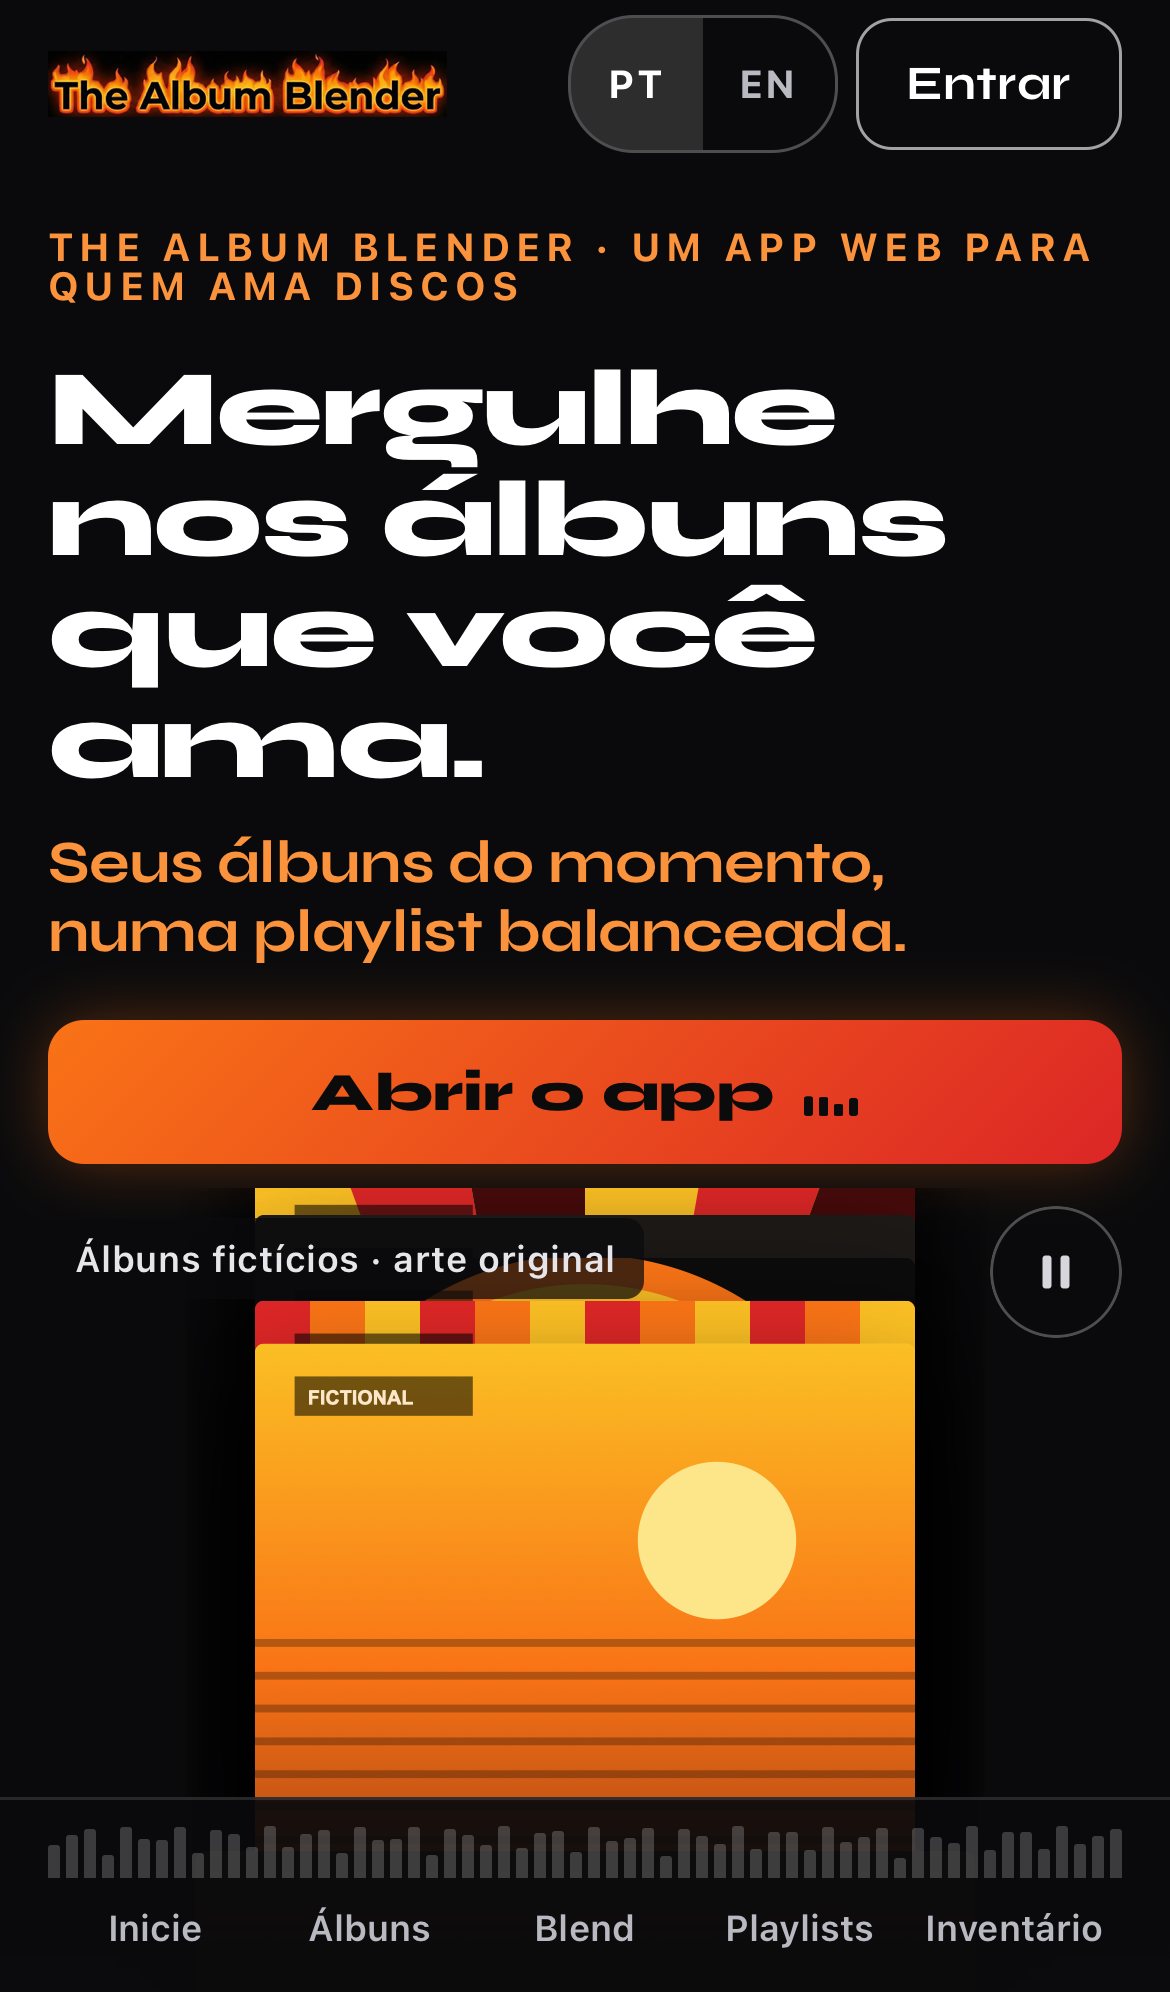 The Album Blender
PT
EN
Entrar
THE ALBUM BLENDER · UM APP WEB PARA
QUEM AMA DISCOS
Mergulhe
nos álbuns
que você
ama.
Seus álbuns do momento,
numa playlist balanceada.
Abrir o app
Álbuns fictícios · arte original
FICTIONAL
Inicie
Álbuns
Blend
Playlists
Inventário